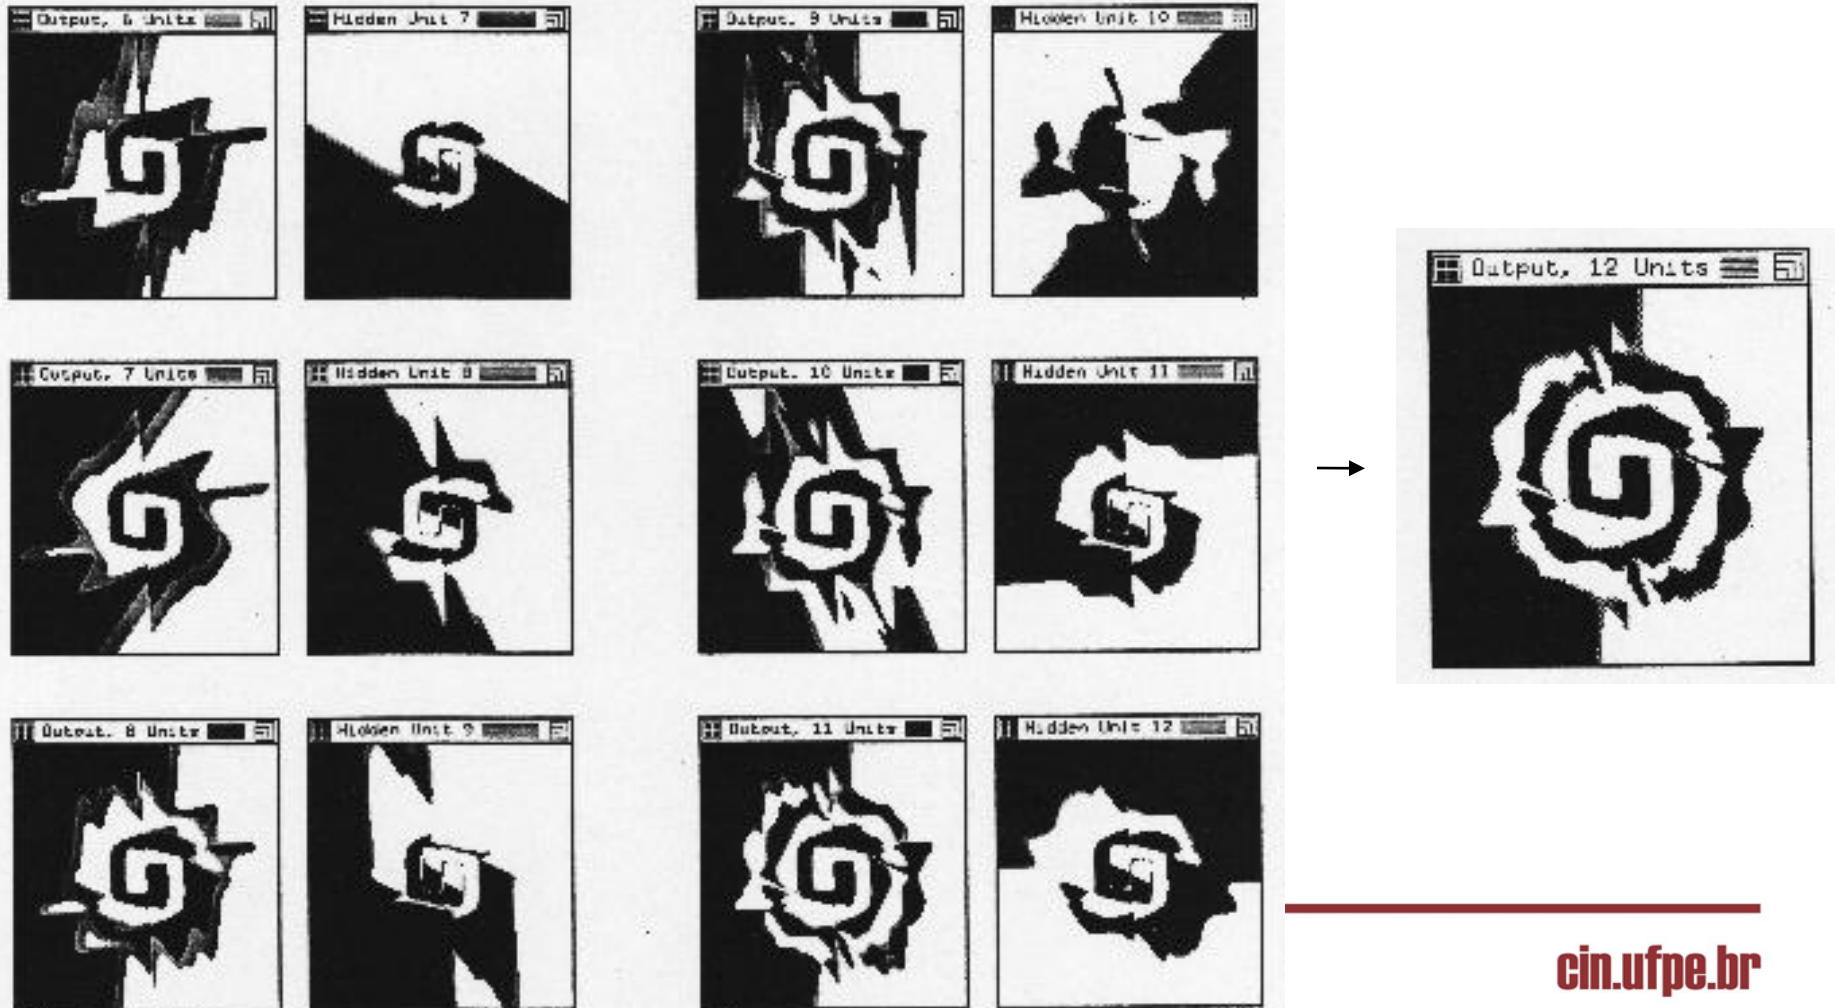 Output, 6 Units
Hidden Unit 7
Output, 9 Units
Hidden Unit 10
Output, 12 Units
Output, 7 Units
Hidden Unit 8
Output, 10 Units
Hidden Unit 11
Output, 8 Units
Hidden Unit 9
Output, 11 Units
Hidden Unit 12
cin.ufpe.br